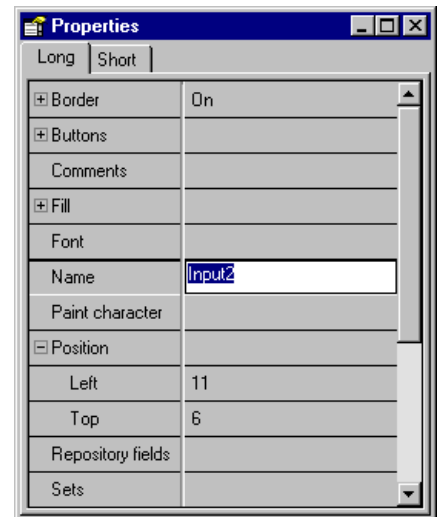 Properties
Long Short
Border On
Buttons
Comments
Fill
Font
Name Input2
Paint character
Position
Left 11
Top 6
Repository fields
Sets